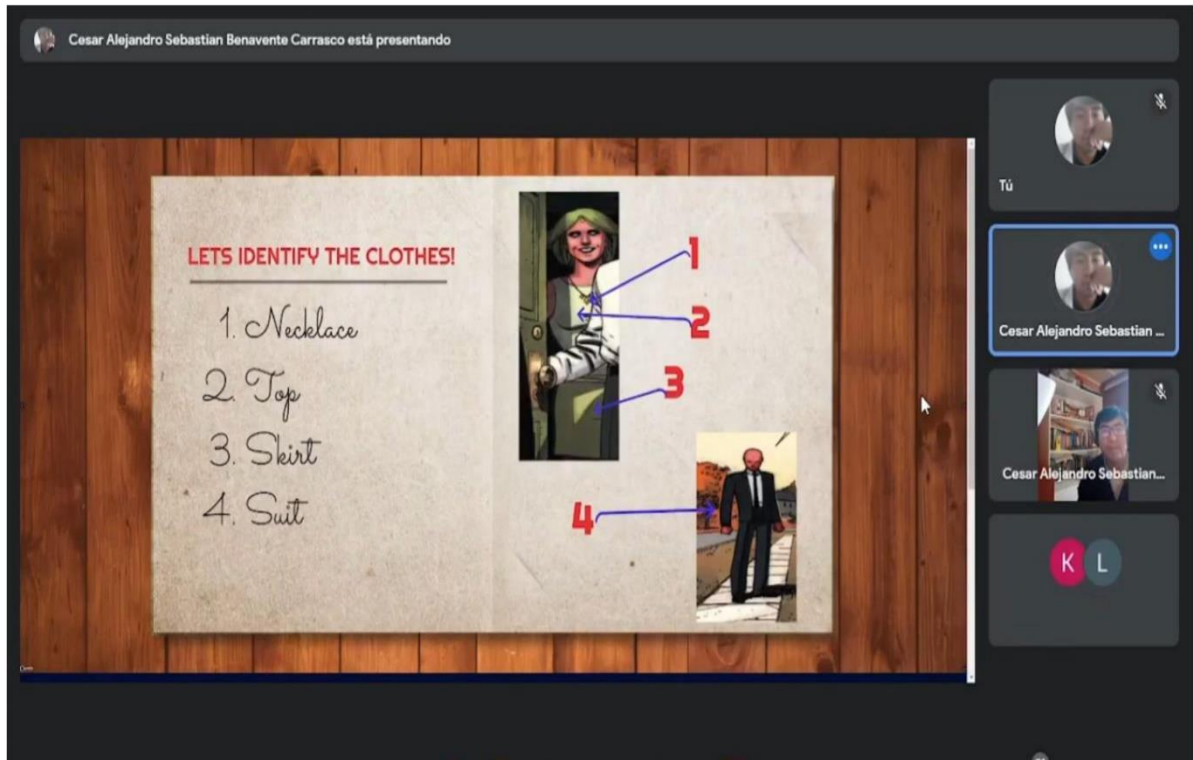 Cesar Alejandro Sebastian Benavente Carrasco está presentando
LETS IDENTIFY THE CLOTHES!
1. Necklace
2. Top
3. Skirt
4. Suit
1
2
3
4
Tú
Cesar Alejandro Sebastian ...
Cesar Alejandro Sebastian...
K L